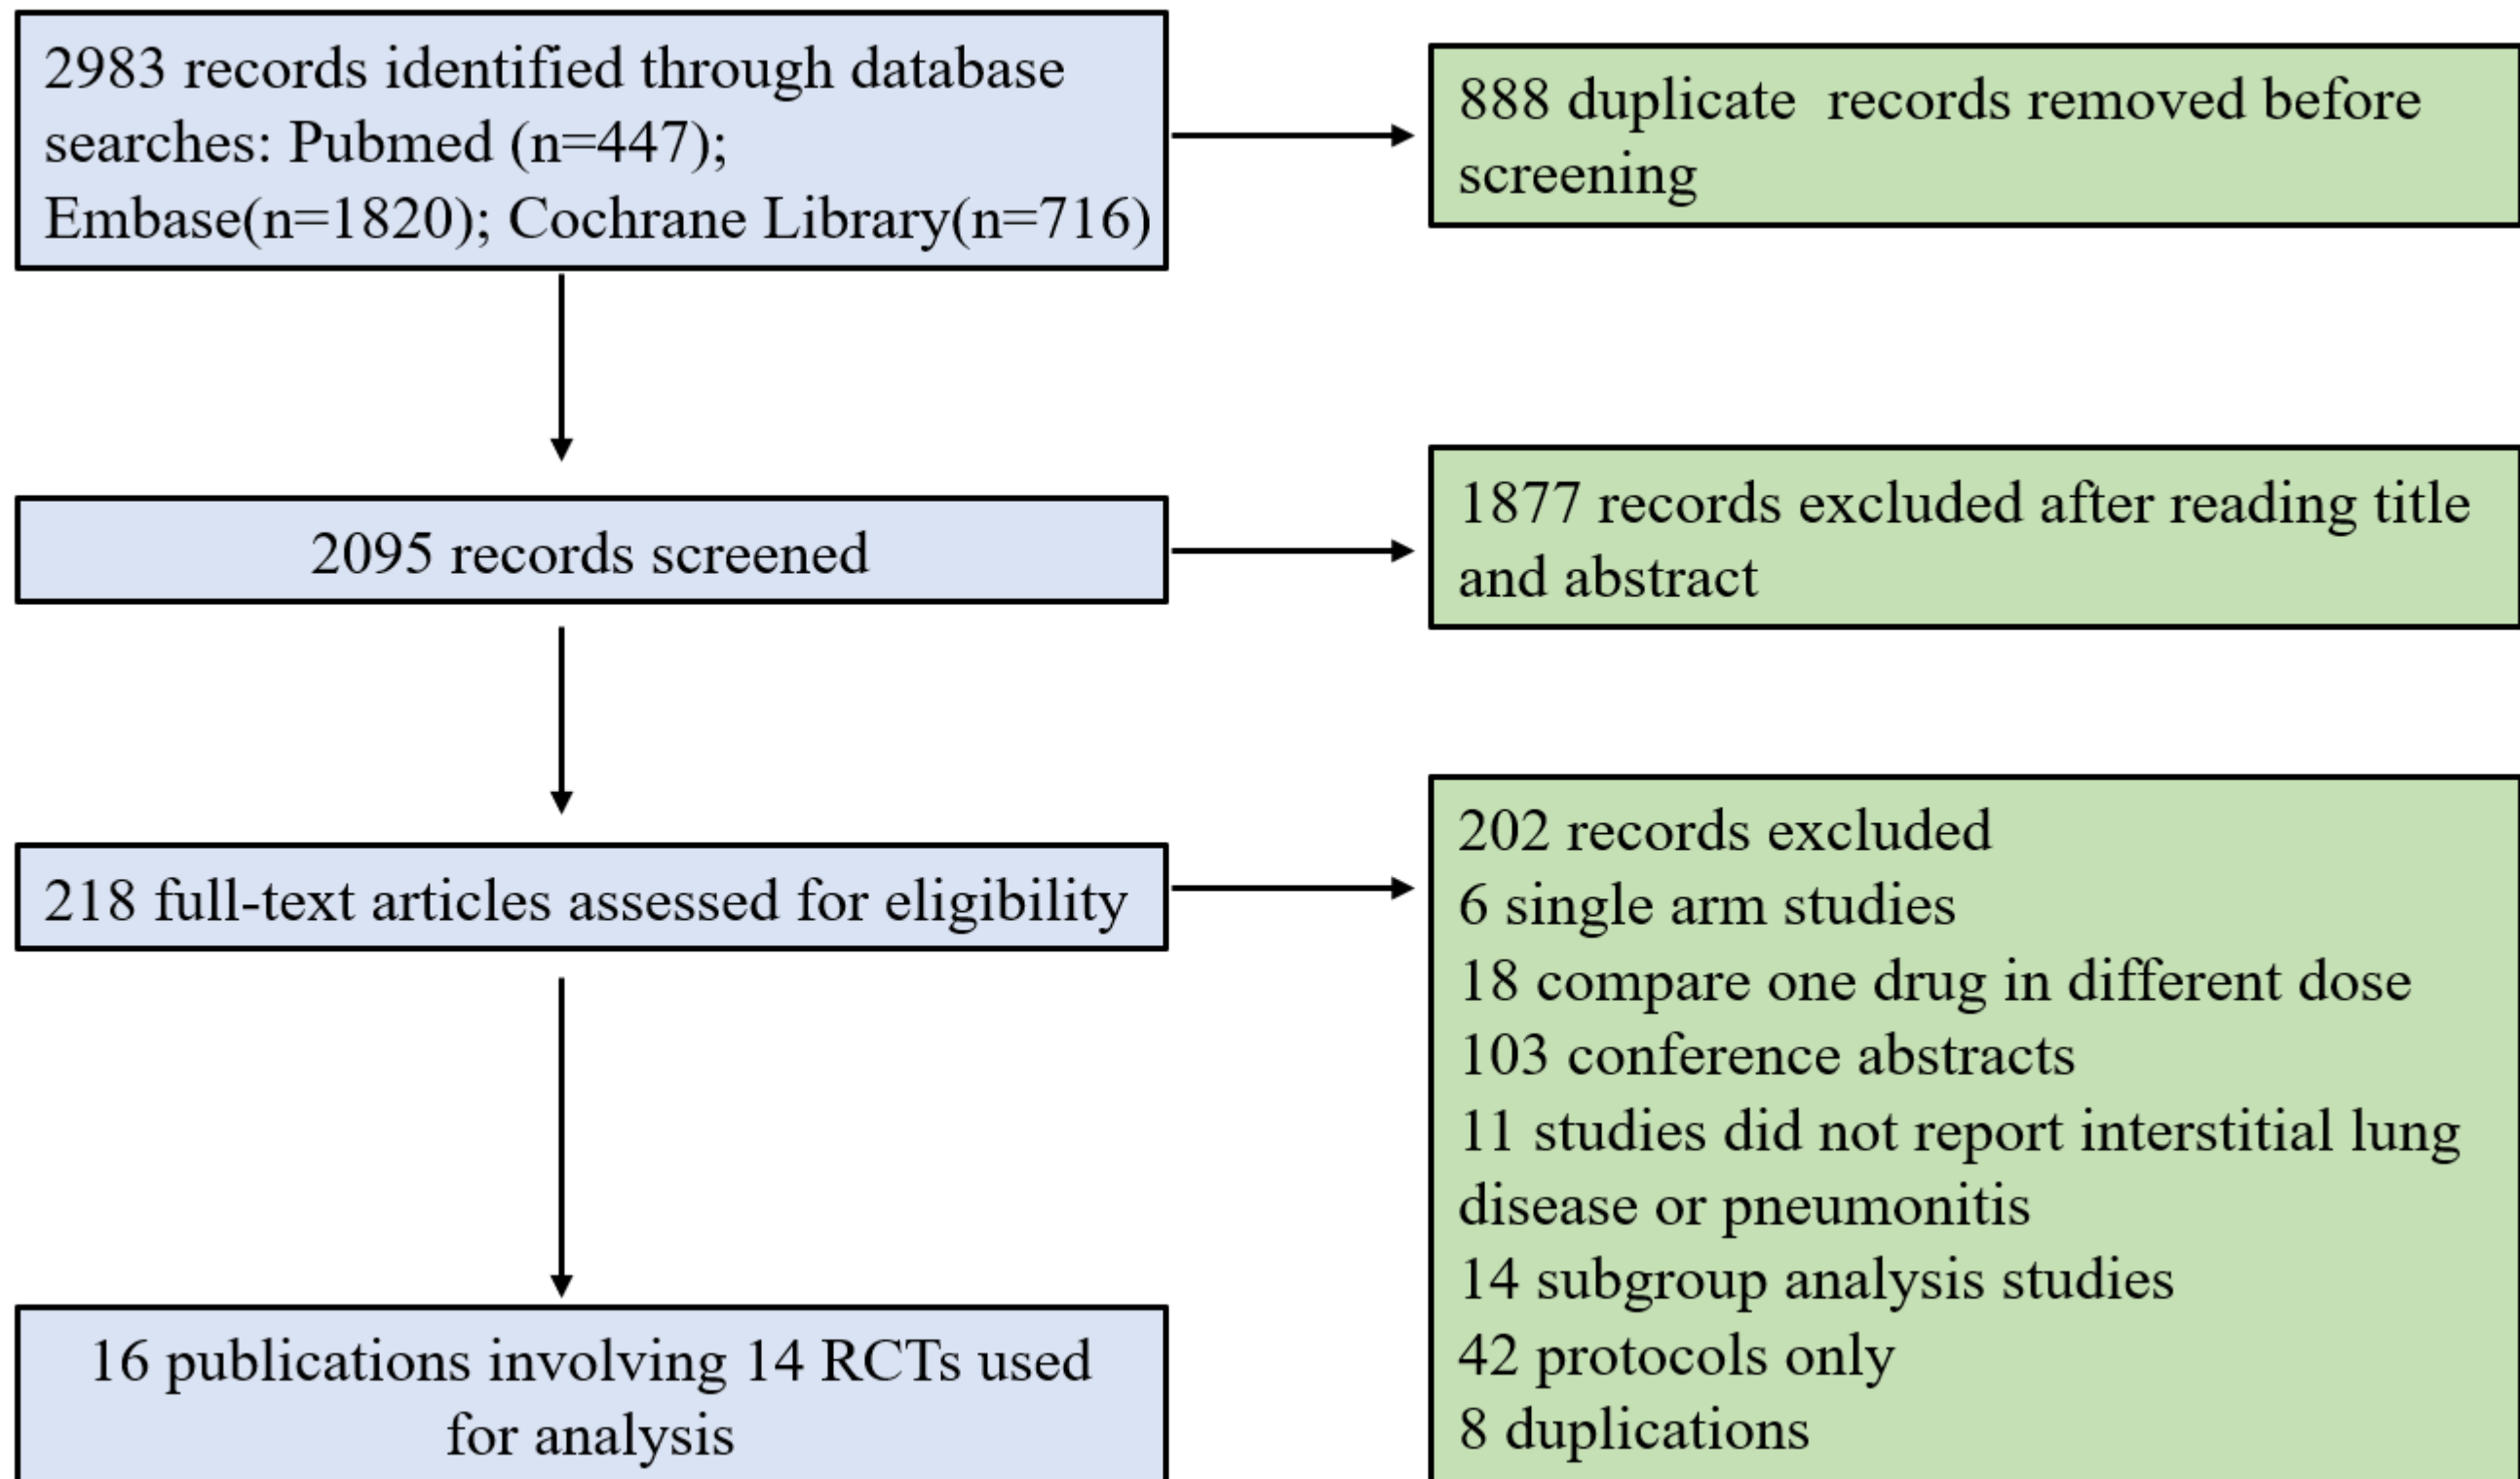 2983 records identified through database
searches: Pubmed (n=447);
Embase(n=1820); Cochrane Library(n=716)
888 duplicate  records removed before
screening
2095 records screened
1877 records excluded after reading title
and abstract
218 full-text articles assessed for eligibility
202 records excluded
6 single arm studies
18 compare one drug in different dose
103 conference abstracts
11 studies did not report interstitial lung
disease or pneumonitis
14 subgroup analysis studies
42 protocols only
8 duplications
16 publications involving 14 RCTs used
for analysis